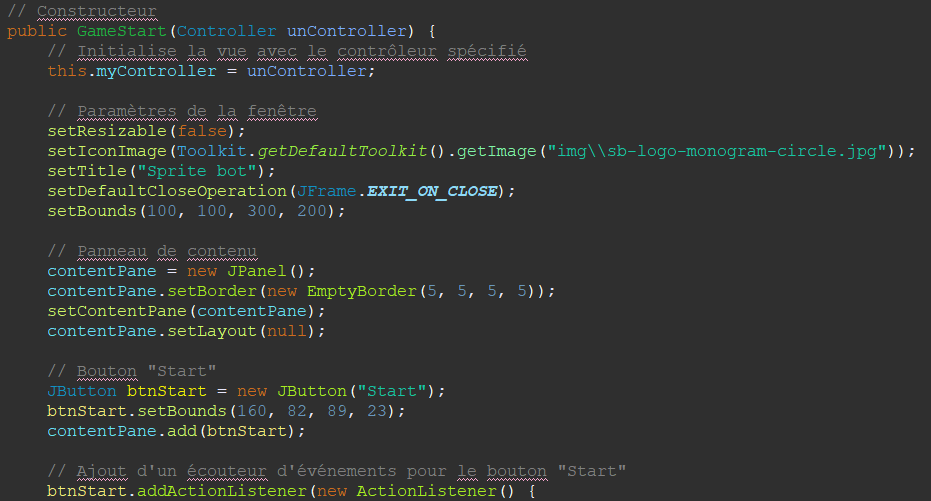 // Constructeur
public GameStart(Controller unController) {
// Initialise la vue avec le contrôleur spécifié
this.myController = unController;
// Paramètres de la fenêtre
setResizable(false);
setIconImage(Toolkit.getDefaultToolkit().getImage("img\\sb-logo-monogram-circle.jpg"));
setTitle("Sprite bot");
setDefaultCloseOperation(JFrame.EXIT_ON_CLOSE);
setBounds(100, 100, 300, 200);
// Panneau de contenu
contentPane = new JPanel();
contentPane.setBorder(new EmptyBorder(5, 5, 5, 5));
setContentPane(contentPane);
contentPane.setLayout(null);
// Bouton "Start"
JButton btnStart = new JButton("Start");
btnStart.setBounds(160, 82, 89, 23);
contentPane.add(btnStart);
// Ajout d'un écouteur d'événements pour le bouton "Start"
btnStart.addActionListener(new ActionListener() {